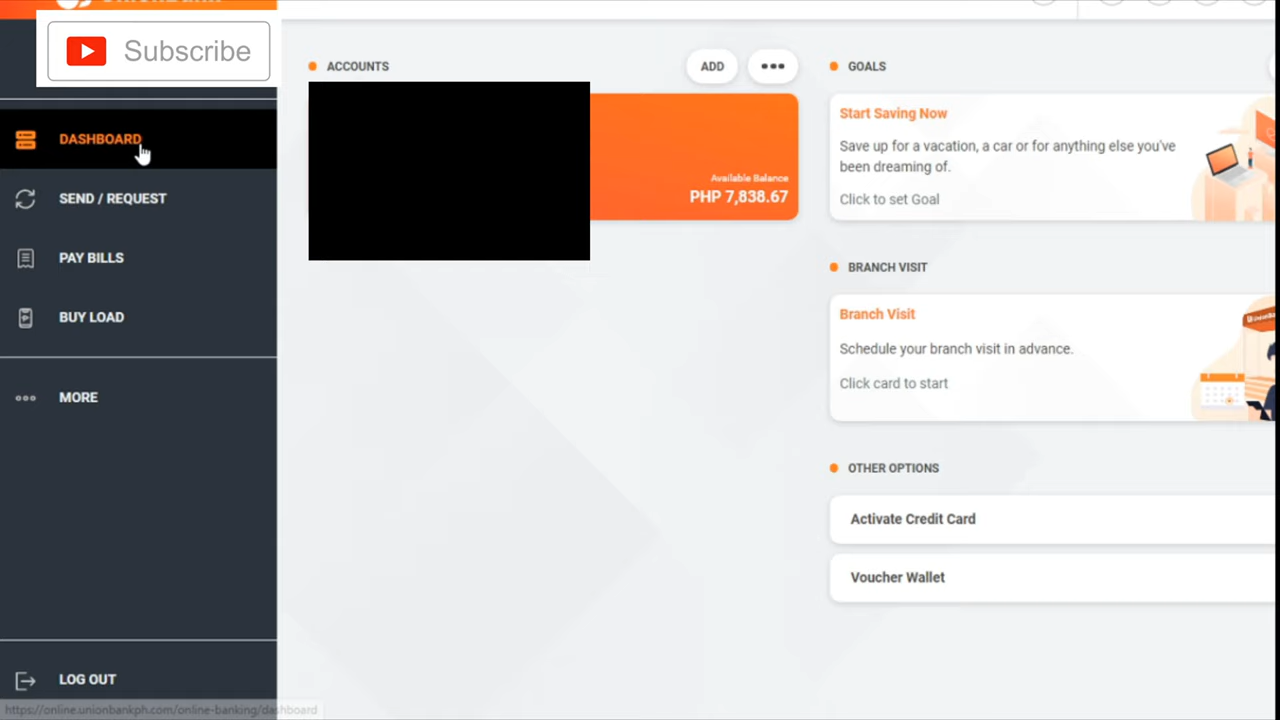 UnionBank
Subscribe
DASHBOARD
SEND / REQUEST
PAY BILLS
BUY LOAD
MORE
LOG OUT
https://online.unionbankph.com/online-banking/dashboard
ACCOUNTS
ADD
Available Balance
PHP 7,838.67
GOALS
Start Saving Now
Save up for a vacation, a car or for anything else you've
been dreaming of.
Click to set Goal
BRANCH VISIT
Branch Visit
Schedule your branch visit in advance.
Click card to start
OTHER OPTIONS
Activate Credit Card
Voucher Wallet